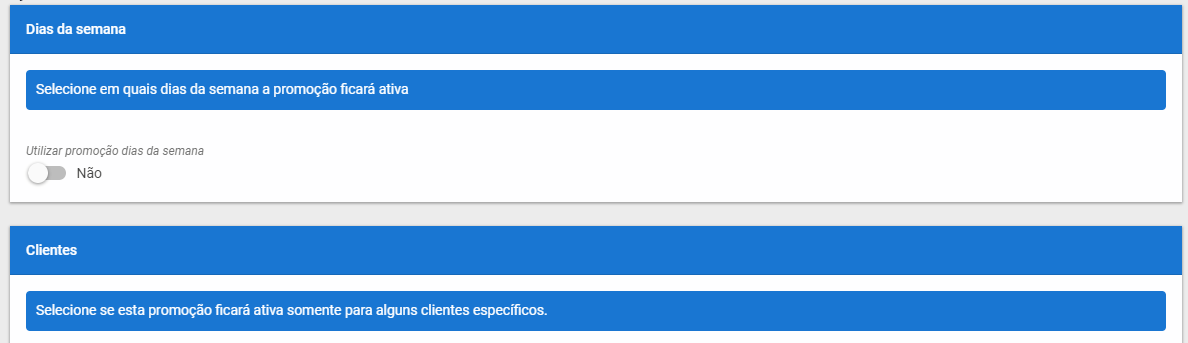 Dias da semana
Selecione em quais dias da semana a promoção ficará ativa
Utilizar promoção dias da semana
Não
Clientes
Selecione se esta promoção ficará ativa somente para alguns clientes específicos.